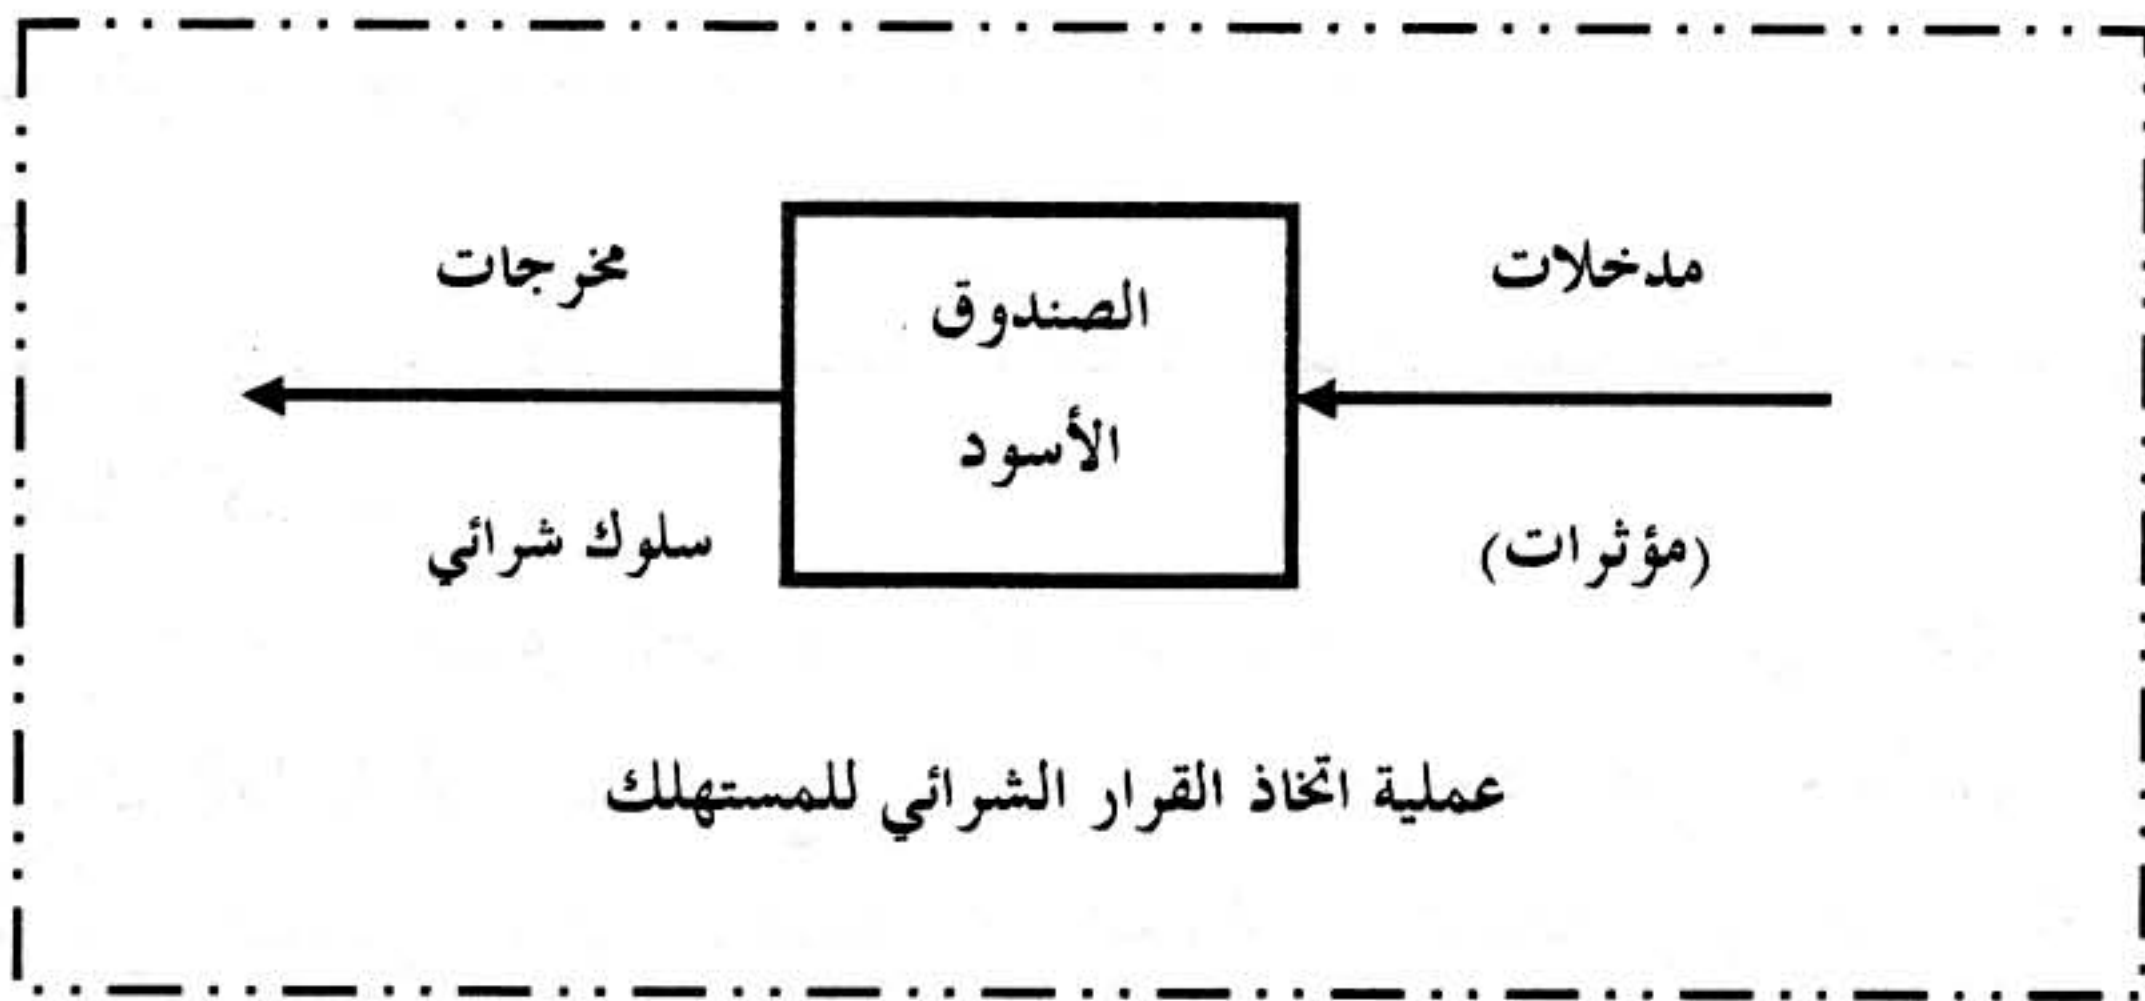 مدخلات
(مؤثرات)
الصندوق
الأسود
مخرجات
سلوك شرائي
عملية اتخاذ القرار الشرائي للمستهلك